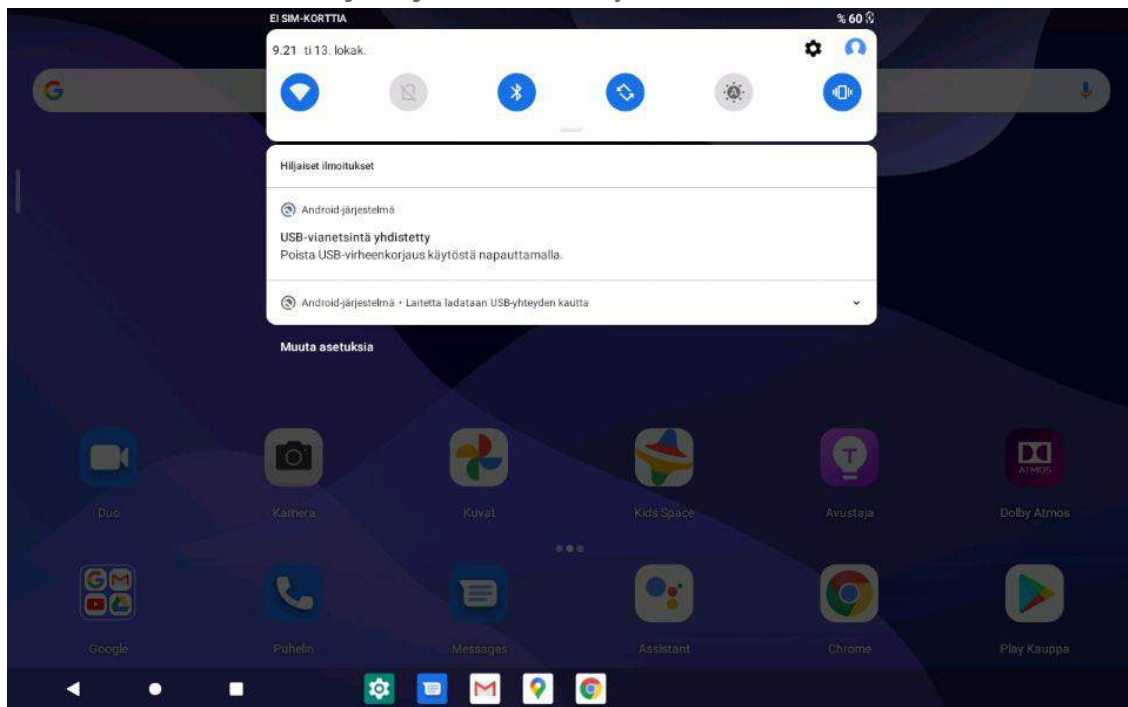 EI SIM-KORTTIA % 60
9.21 ti 13. lokak.
Hiljaiset ilmoitukset
Android-järjestelmä
USB-vianetsintä yhdistetty
Poista USB-virheenkorjaus käytöstä napauttamalla.
Android-järjestelmä • Laitetta ladataan USB-yhteyden kautta
Muuta asetuksia
T
ATMOS
Duo Kamera Kuvat Kids Space Avustaja Dolby Atmos
Google Puhelin Messages Assistant Chrome Play Kauppa